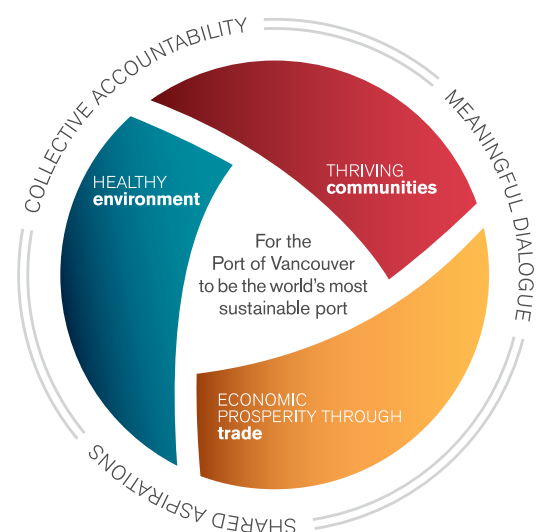 COLLECTIVE ACCOUNTABILITY
MEANINGFUL DIALOGUE
THRIVING
communities
HEALTHY
environment
For the
Port of Vancouver
to be the world's most
sustainable port
ECONOMIC
PROSPERITY THROUGH
trade
SHARED ASPIRATIONS